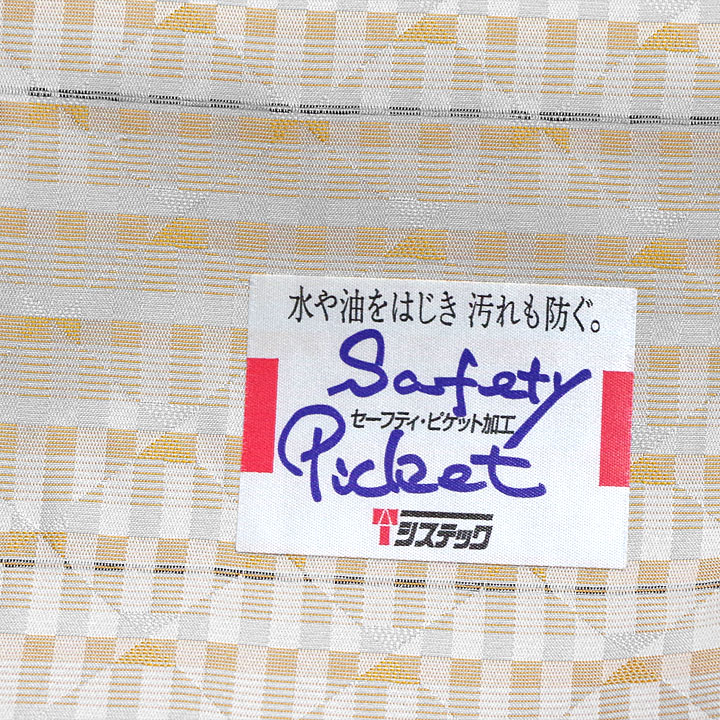 水や油をはじき 汚れも防ぐ。
Safety
セーフティ・ピケット加工
Picket
システック